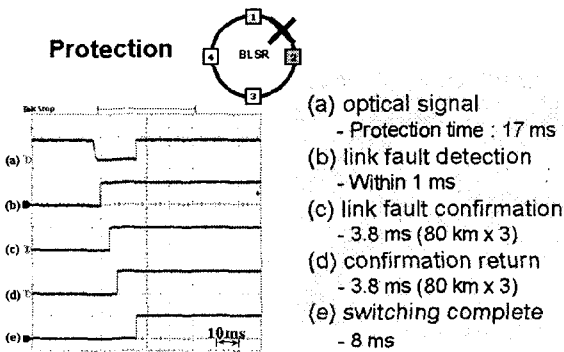 Protection
1
BLSR
4
2
3
Tek Stop
(a)
(b)
(c)
(d)
(e)
10ms
(a) optical signal
- Protection time : 17 ms
(b) link fault detection
- Within 1 ms
(c) link fault confirmation
- 3.8 ms (80 km x 3)
(d) confirmation return
- 3.8 ms (80 km x 3)
(e) switching complete
- 8 ms